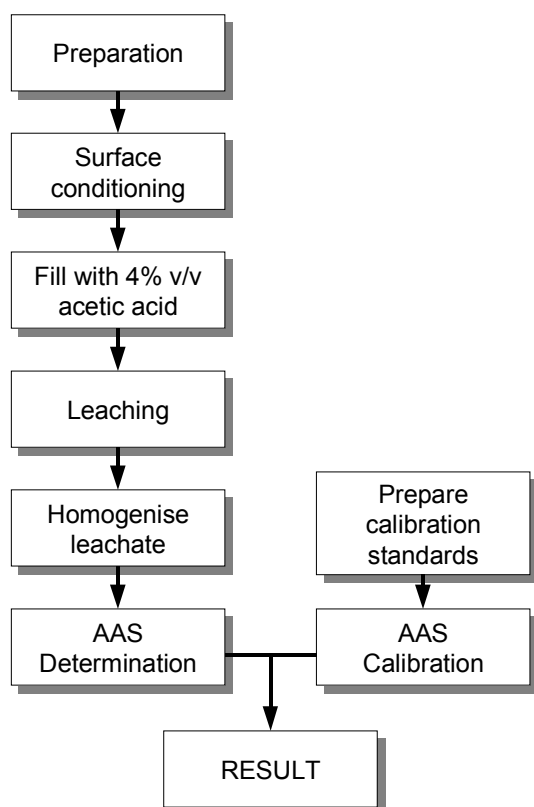 Preparation
Surface
conditioning
Fill with 4% v/v
acetic acid
Leaching
Homogenise
leachate
Prepare
calibration
standards
AAS
Determination
AAS
Calibration
RESULT